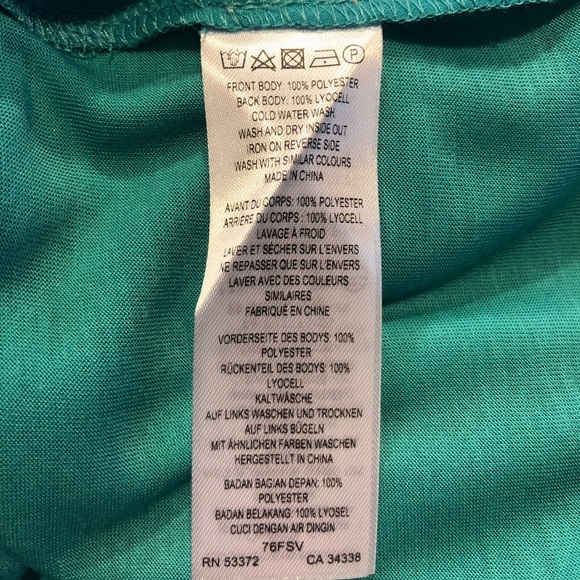 P
FRONT BODY: 100% POLYESTER
BACK BODY: 100% LYOCELL
COLD WATER WASH
WASH AND DRY INSIDE OUT
IRON ON REVERSE SIDE
WASH WITH SIMILAR COLOURS
MADE IN CHINA
AVANT DU CORPS: 100% POLYESTER
ARRIÈRE DU CORPS : 100% LYOCELL
LAVAGE À FROID
LAVER ET SÉCHER SUR L'ENVERS
NE REPASSER QUE SUR L'ENVERS
LAVER AVEC DES COULEURS
SIMILAIRES
FABRIQUÉ EN CHINE
VORDERSEITE DES BODYS: 100%
POLYESTER
RÜCKENTEIL DES BODYS: 100%
LYOCELL
KALTWÄSCHE
AUF LINKS WASCHEN UND TROCKNEN
AUF LINKS BÜGELN
MIT ÄHNLICHEN FARBEN WASCHEN
HERGESTELLT IN CHINA
BADAN BAGIAN DEPAN: 100%
POLYESTER
BADAN BELAKANG: 100% LYOSEL
CUCI DENGAN AIR DINGIN
76FSV
RN 53372 CA 34338